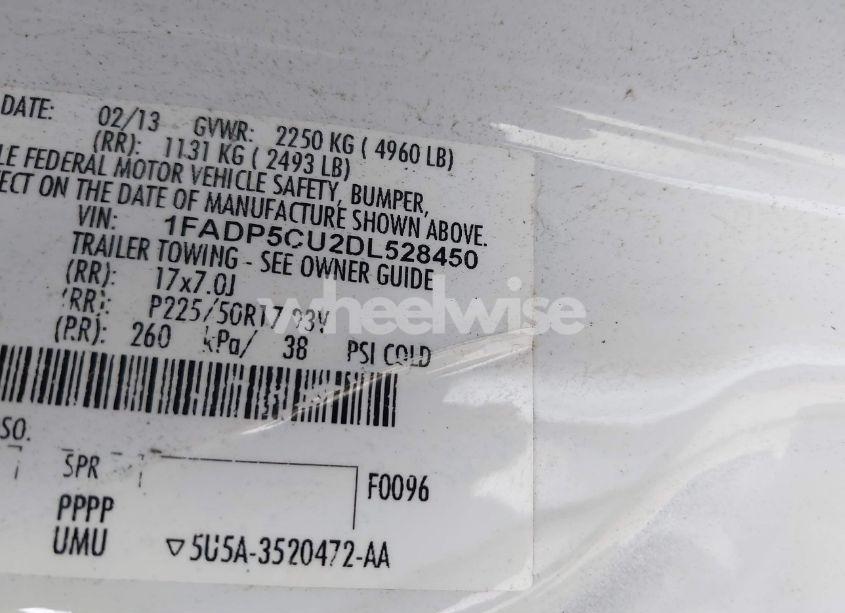 DATE: 02/13 GVWR: 2250 KG ( 4960 LB)
(RR): 1131 KG ( 2493 LB)
LE FEDERAL MOTOR VEHICLE SAFETY, BUMPER,
ECT ON THE DATE OF MANUFACTURE SHOWN ABOVE.
VIN: 1FADP5CU2DL528450
TRAILER TOWING - SEE OWNER GUIDE
(RR): 17x7.0J
(RR): P225/50R17 93V
wheelwise
(P.R): 260 kPa/ 38 PSI COLD
SO.
SPR
F0096
PPPP
UMU 5U5A-3520472-AA